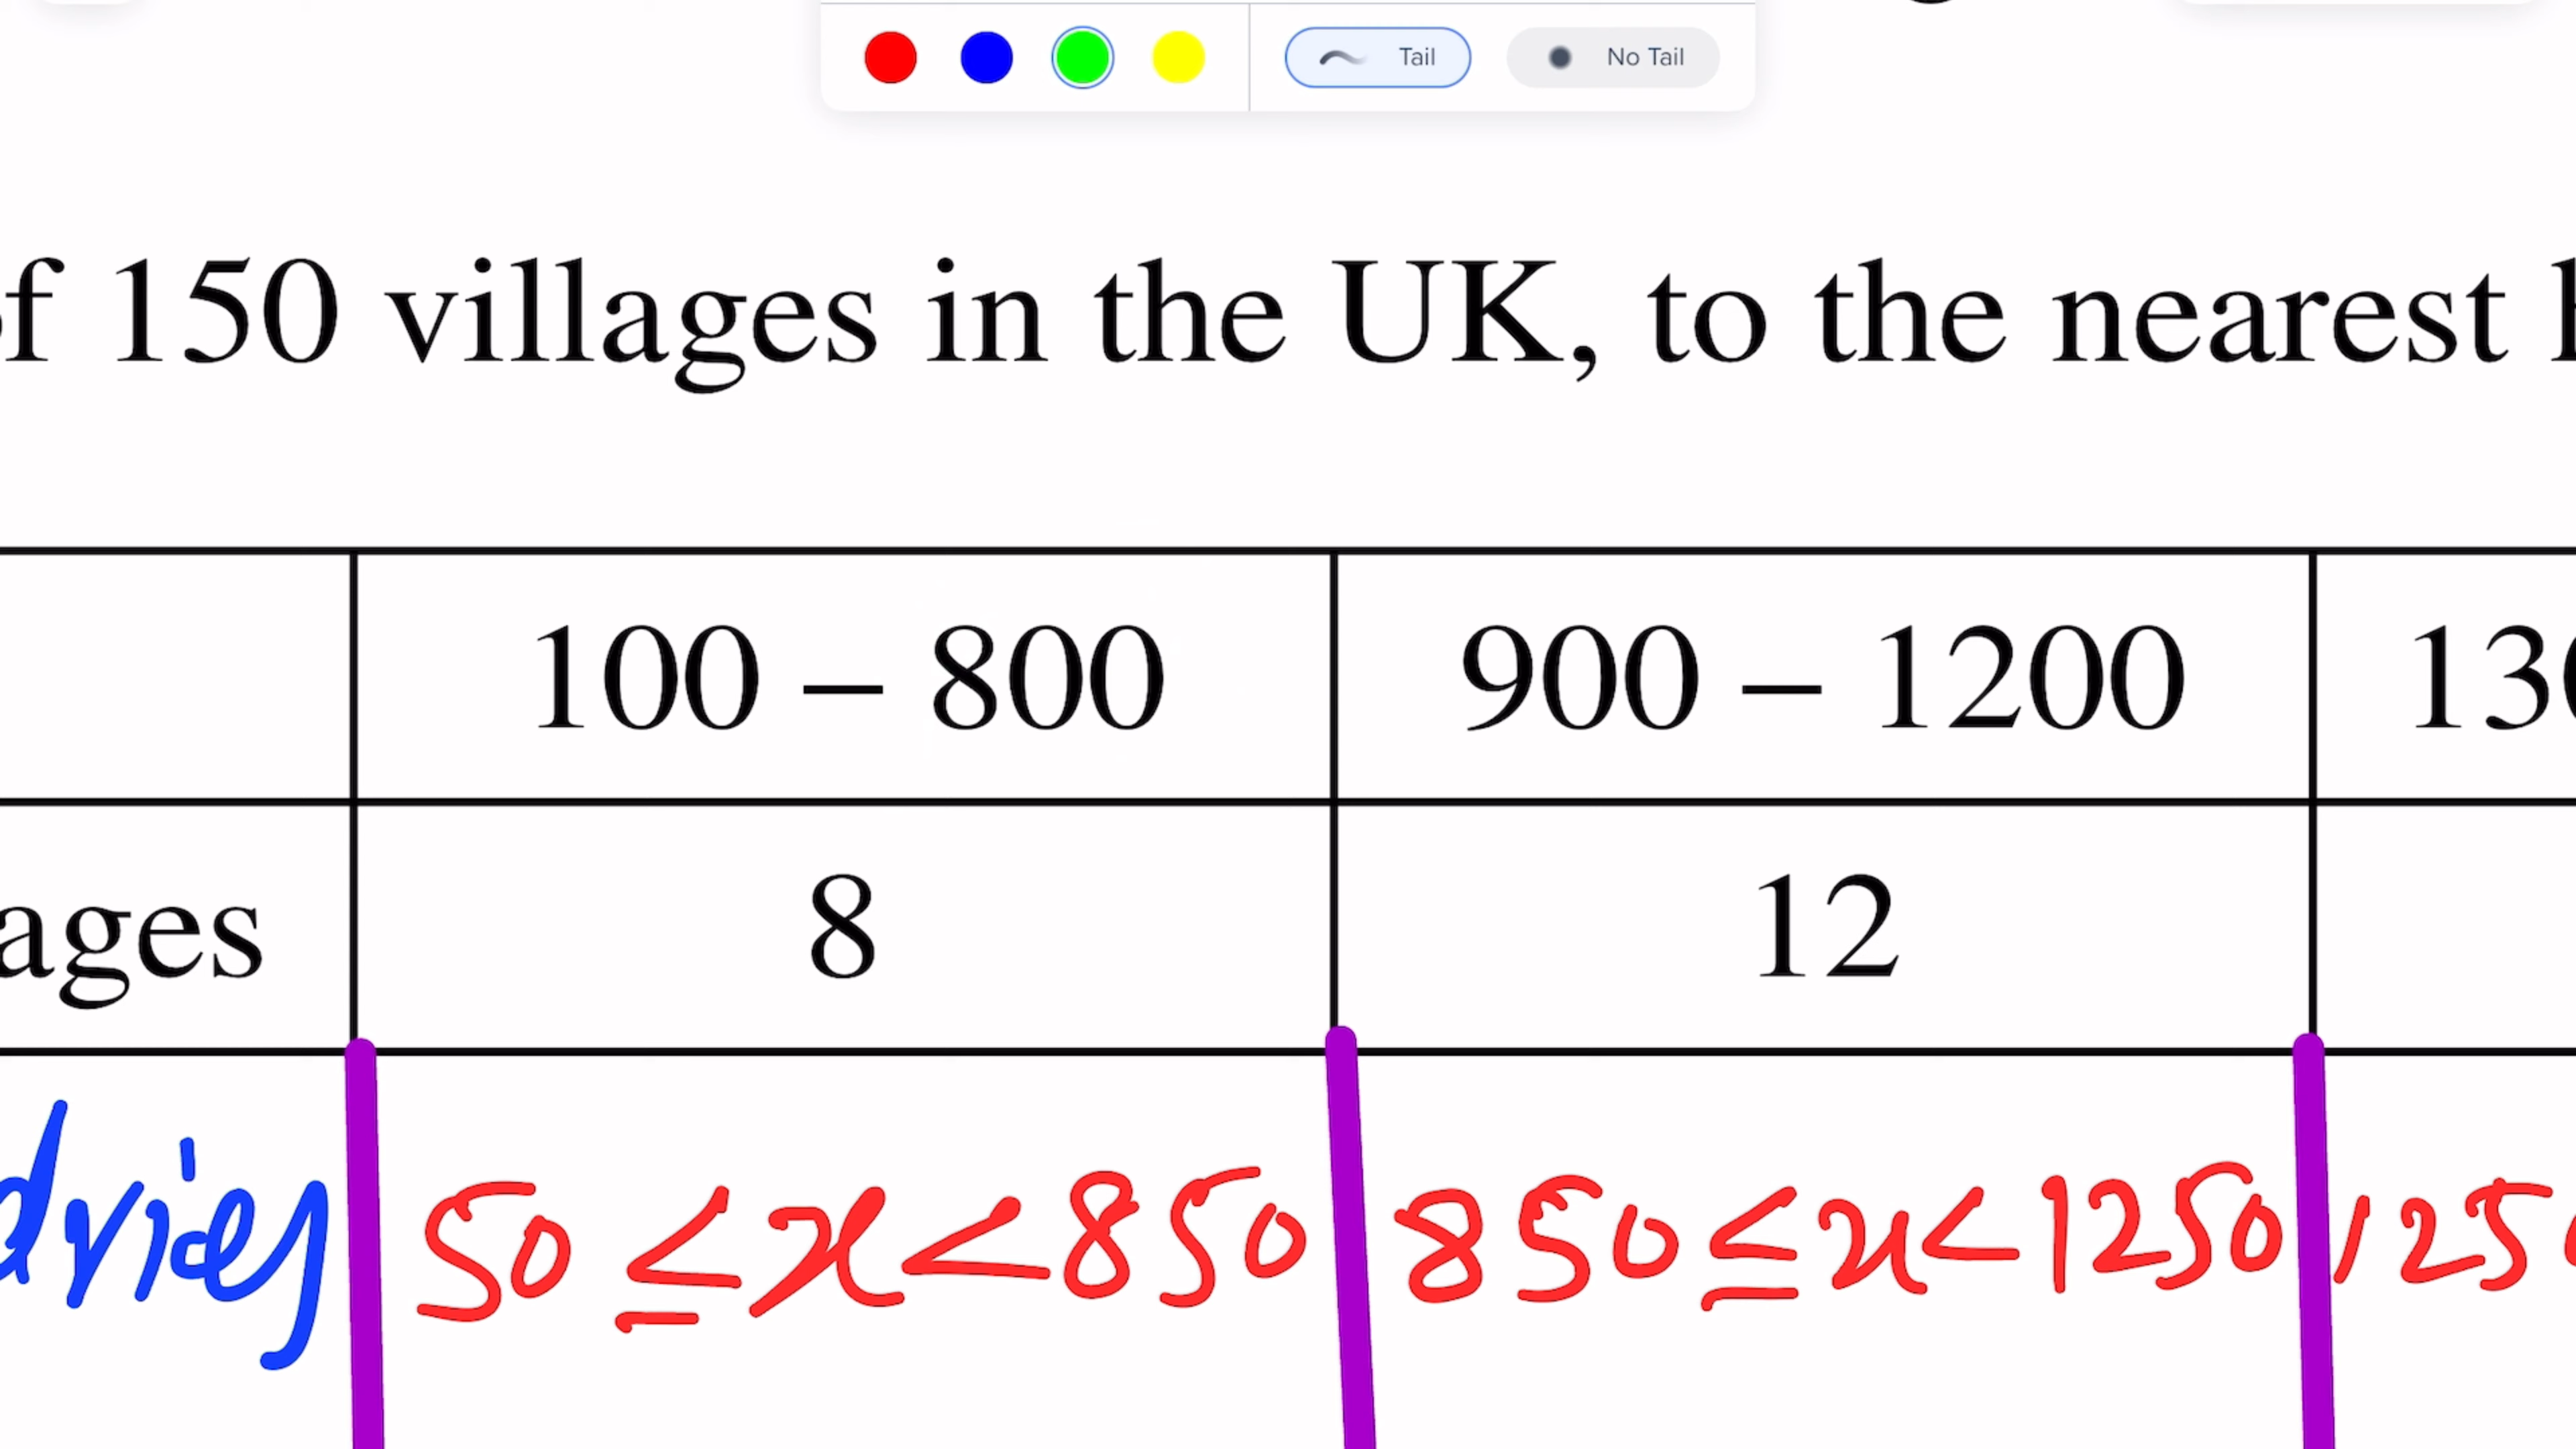 Tail No Tail
of 150 villages in the UK, to the nearest
100 – 800 900 – 1200
8 12
50 ≤ x < 850 850 ≤ x < 1250